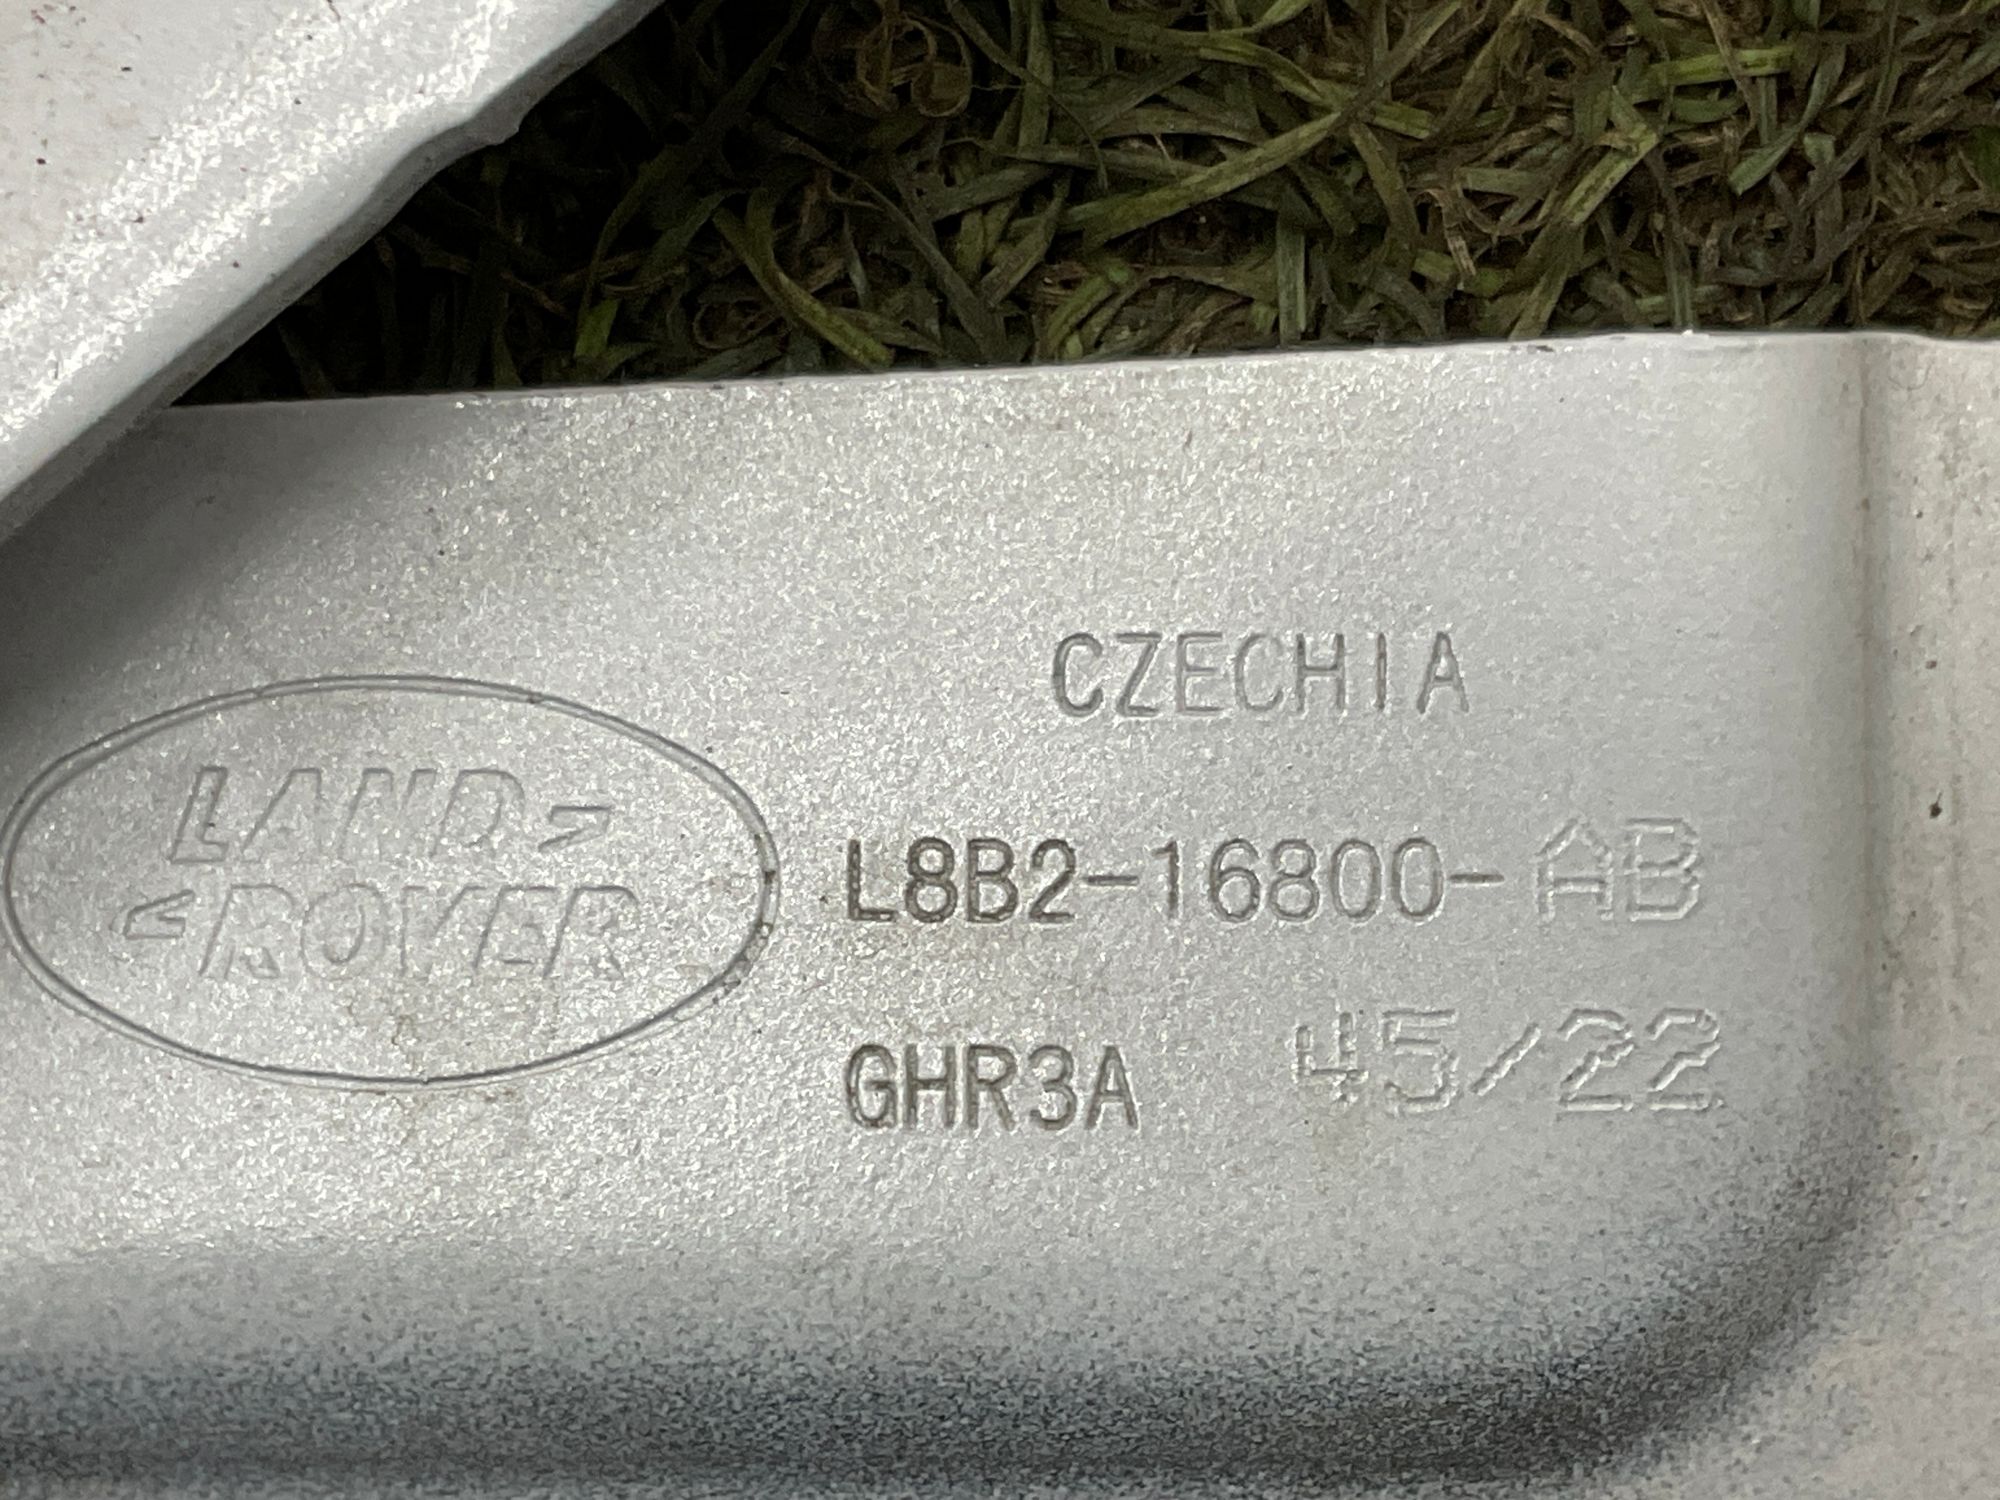 CZECHIA
LAND
ROVER
L8B2-16800-AB
GHR3A 45/22